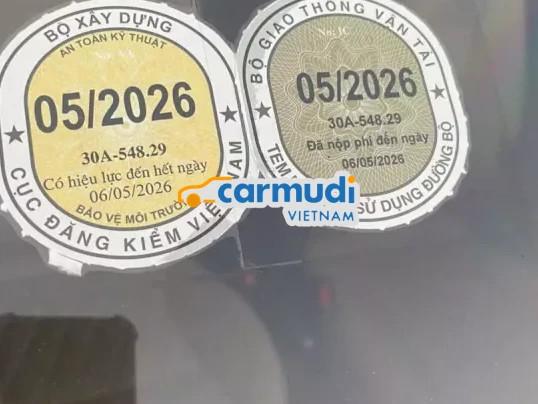 BỘ XÂY DỰNG
AN TOÀN KỸ THUẬT
05/2026
30A-548.29
Có hiệu lực đến hết ngày
06/05/2026
BẢO VỆ MÔI TRƯỜ
CỤC ĐĂNG KIỂM VIỆ NAM
BỘ GIAO THÔNG VẬN TẢI
05/2026
30A-548.29
Đã nộp phí đến ngày
06/05/2026
TEM SỬ DỤNG ĐƯỜNG BỘ
carmudi
VIETNAM